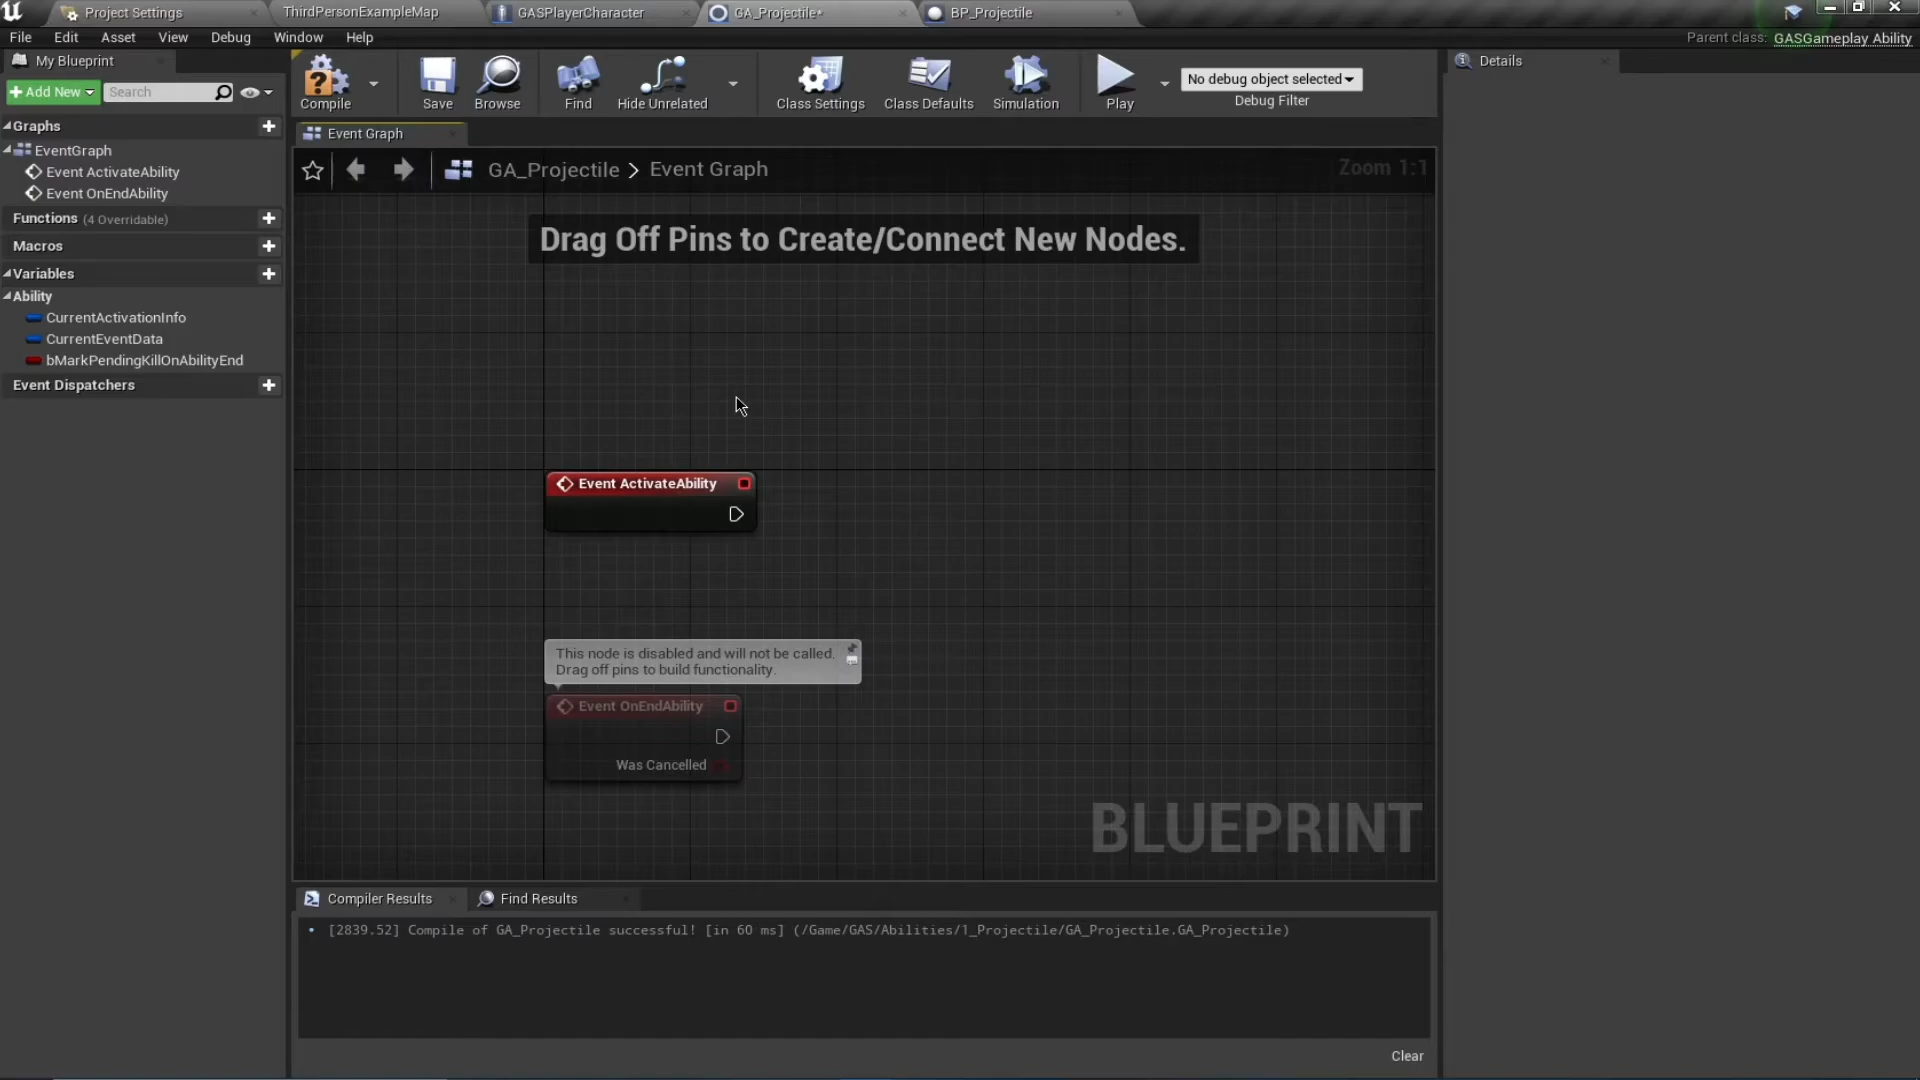 Project Settings
ThirdPersonExampleMap
GASPlayerCharacter
GA_Projectile*
BP_Projectile
File Edit Asset View Debug Window Help
Parent class: GASGameplay Ability
My Blueprint
Add New
Search
Compile
Save
Browse
Find
Hide Unrelated
Class Settings
Class Defaults
Simulation
Play
No debug object selected
Debug Filter
Details
Graphs
EventGraph
Event ActivateAbility
Event OnEndAbility
Functions (4 Overridable)
Macros
Variables
Ability
CurrentActivationInfo
CurrentEventData
bMarkPendingKillOnAbilityEnd
Event Dispatchers
Event Graph
GA_Projectile > Event Graph
Zoom 1:1
Drag Off Pins to Create/Connect New Nodes.
Event ActivateAbility
This node is disabled and will not be called.
Drag off pins to build functionality.
Event OnEndAbility
Was Cancelled
BLUEPRINT
Compiler Results
Find Results
[2839.52] Compile of GA_Projectile successful! [in 60 ms] (/Game/GAS/Abilities/1_Projectile/GA_Projectile.GA_Projectile)
Clear